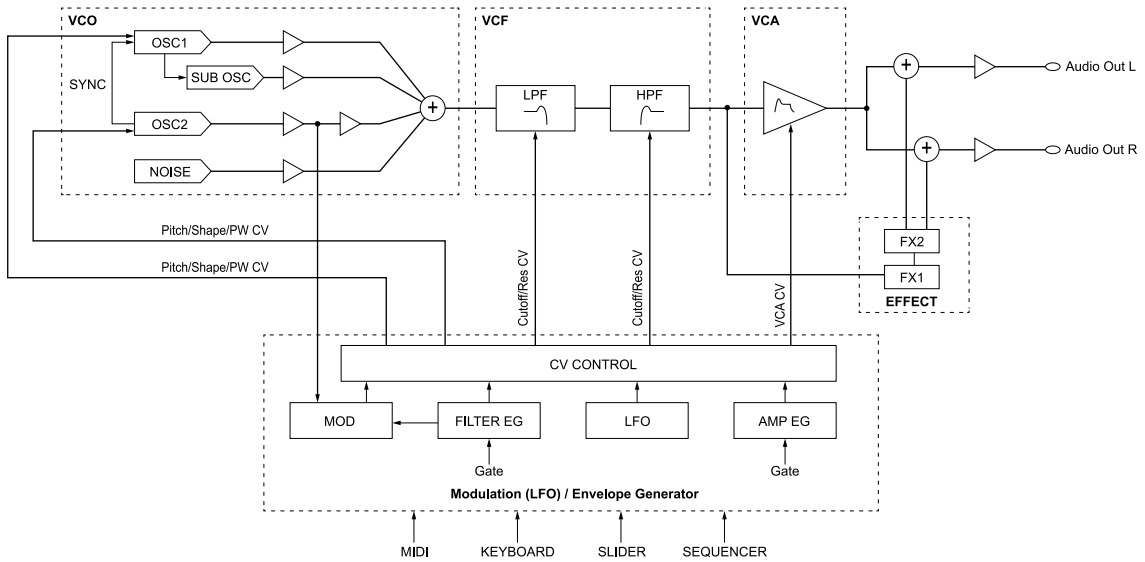 VCO
VCF
VCA
OSC1
SUB OSC
SYNC
OSC2
NOISE
LPF
HPF
Audio Out L
Audio Out R
Pitch/Shape/PW CV
Pitch/Shape/PW CV
Cutoff/Res CV
Cutoff/Res CV
VCA CV
FX2
FX1
EFFECT
CV CONTROL
MOD
FILTER EG
LFO
AMP EG
Gate
Gate
Modulation (LFO) / Envelope Generator
MIDI
KEYBOARD
SLIDER
SEQUENCER